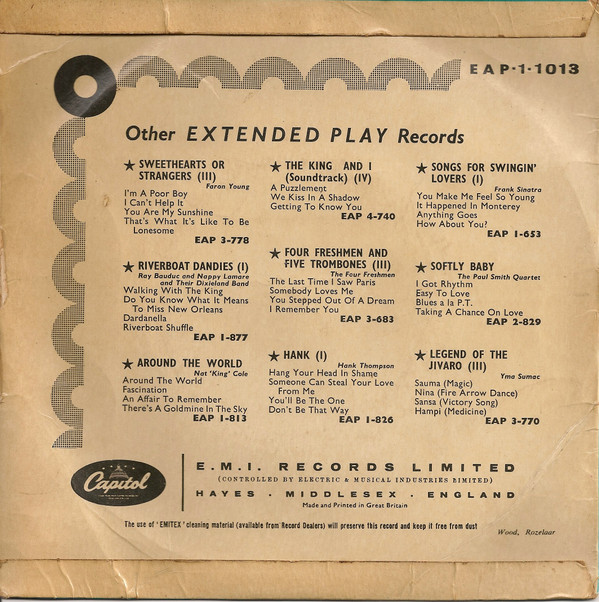 EAP·1·1013
Other EXTENDED PLAY Records
★ SWEETHEARTS OR
STRANGERS (III)
Faron Young
I'm A Poor Boy
I Can't Help It
You Are My Sunshine
That's What It's Like To Be
Lonesome
EAP 3-778
★ THE KING AND I
(Soundtrack) (IV)
A Puzzlement
We Kiss In A Shadow
Getting To Know You
EAP 4-740
★ SONGS FOR SWINGIN'
LOVERS (I)
Frank Sinatra
You Make Me Feel So Young
It Happened In Monterey
Anything Goes
How About You?
EAP 1-653
★ RIVERBOAT DANDIES (I)
Ray Bauduc and Nappy Lamare
and Their Dixieland Band
Walking With The King
Do You Know What It Means
To Miss New Orleans
Dardanella
Riverboat Shuffle
EAP 1-877
★ FOUR FRESHMEN AND
FIVE TROMBONES (III)
The Four Freshmen
The Last Time I Saw Paris
Somebody Loves Me
You Stepped Out Of A Dream
I Remember You
EAP 3-683
★ SOFTLY BABY
The Paul Smith Quartet
I Got Rhythm
Easy To Love
Blues a la P.T.
Taking A Chance On Love
EAP 2-829
★ AROUND THE WORLD
Nat 'King' Cole
Around The World
Fascination
An Affair To Remember
There's A Goldmine In The Sky
EAP 1-813
★ HANK (I)
Hank Thompson
Hang Your Head In Shame
Someone Can Steal Your Love
From Me
You'll Be The One
Don't Be That Way
EAP 1-826
★ LEGEND OF THE
JIVARO (III)
Yma Sumac
Sauma (Magic)
Nina (Fire Arrow Dance)
Sansa (Victory Song)
Hampi (Medicine)
EAP 3-770
Capitol
E.M.I. RECORDS LIMITED
(CONTROLLED BY ELECTRIC & MUSICAL INDUSTRIES LIMITED)
HAYES · MIDDLESEX · ENGLAND
Made and Printed in Great Britain
The use of 'EMITEX' cleaning material (available from Record Dealers) will preserve this record and keep it free from dust
Wood, Rozelaar